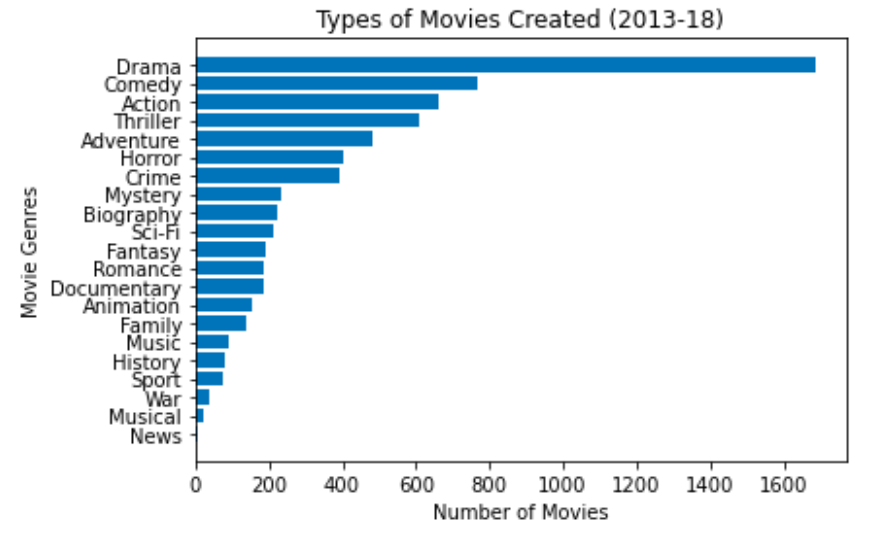 Types of Movies Created (2013-18)
Movie Genres
Drama
Comedy
Action
Thriller
Adventure
Horror
Crime
Mystery
Biography
Sci-Fi
Fantasy
Romance
Documentary
Animation
Family
Music
History
Sport
War
Musical
News
0 200 400 600 800 1000 1200 1400 1600
Number of Movies